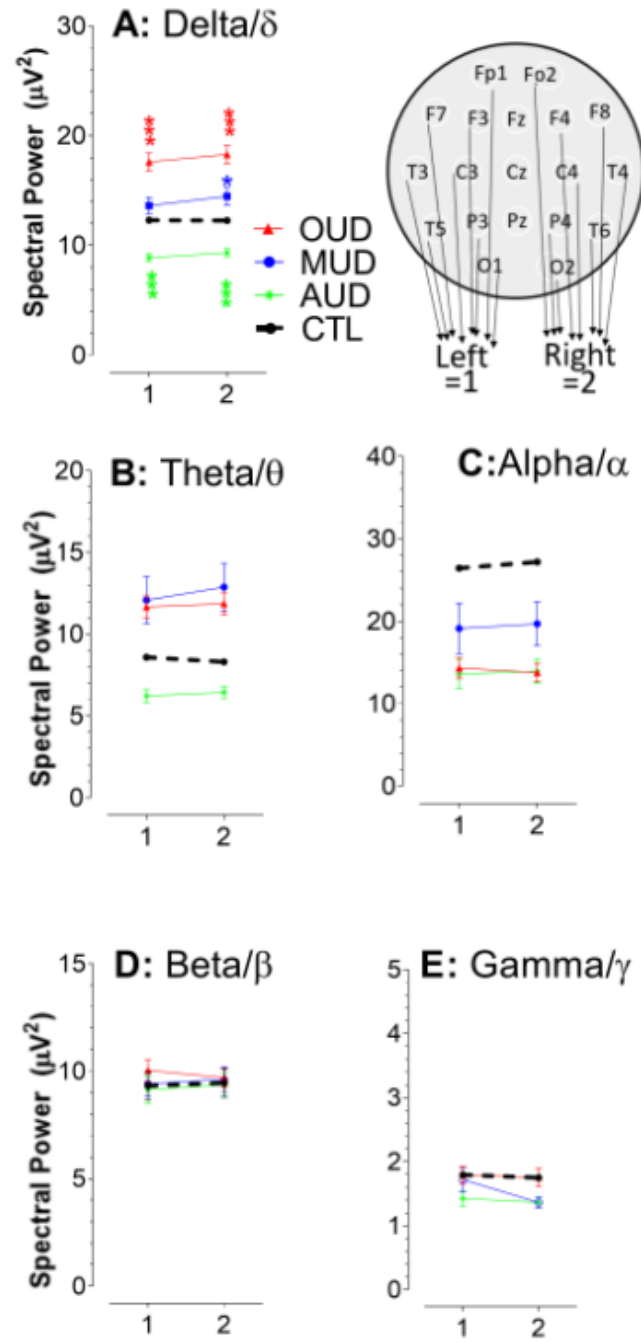 A: Delta/δ
Spectral Power (μV²)
30
20
10
0
1 2
***
***
*
***
***
OUD
MUD
AUD
CTL
Fp1 Fp2
F7 F3 Fz F4 F8
T3 C3 Cz C4 T4
T5 P3 Pz P4 T6
O1 O2
Left Right
=1 =2
B: Theta/θ
Spectral Power (μV²)
20
15
10
5
0
1 2
C:Alpha/α
40
30
20
10
0
1 2
D: Beta/β
Spectral Power (μV²)
15
10
5
0
1 2
E: Gamma/γ
5
4
3
2
1
0
1 2